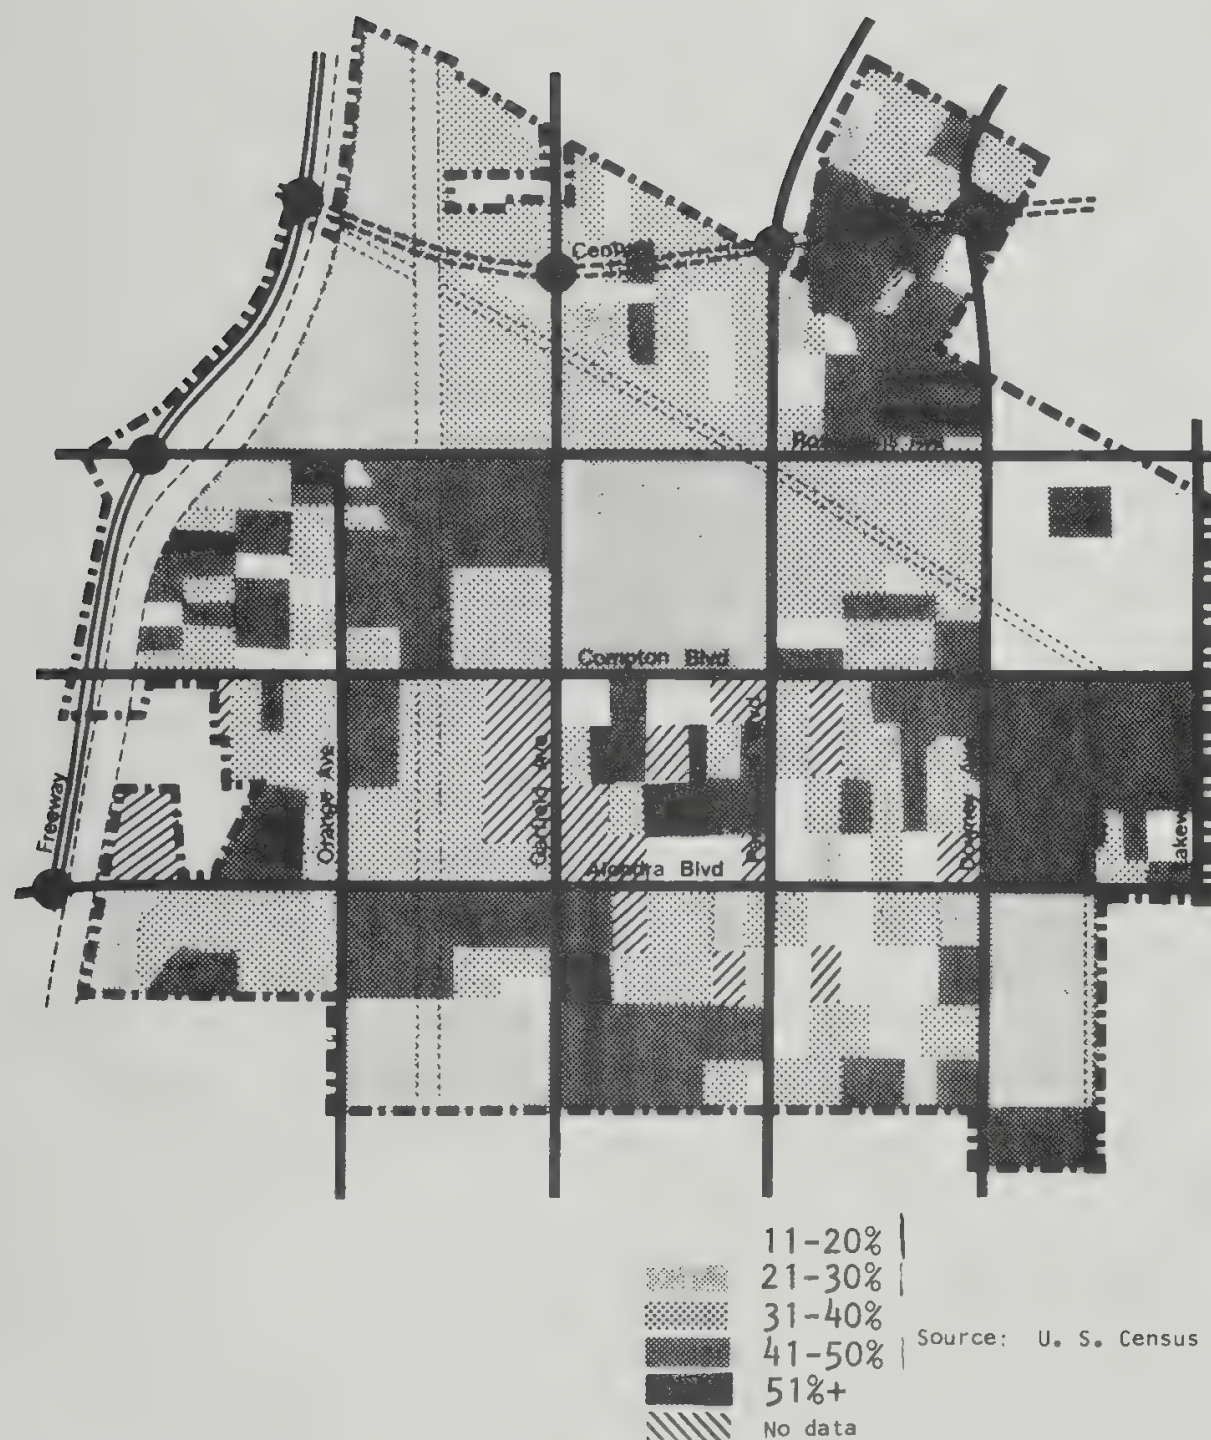 Compton Blvd
Freeway
Orange Ave
Garfield Ave
Alondra Blvd
11-20%
21-30%
31-40%
41-50%
51%+
No data
Source: U. S. Census